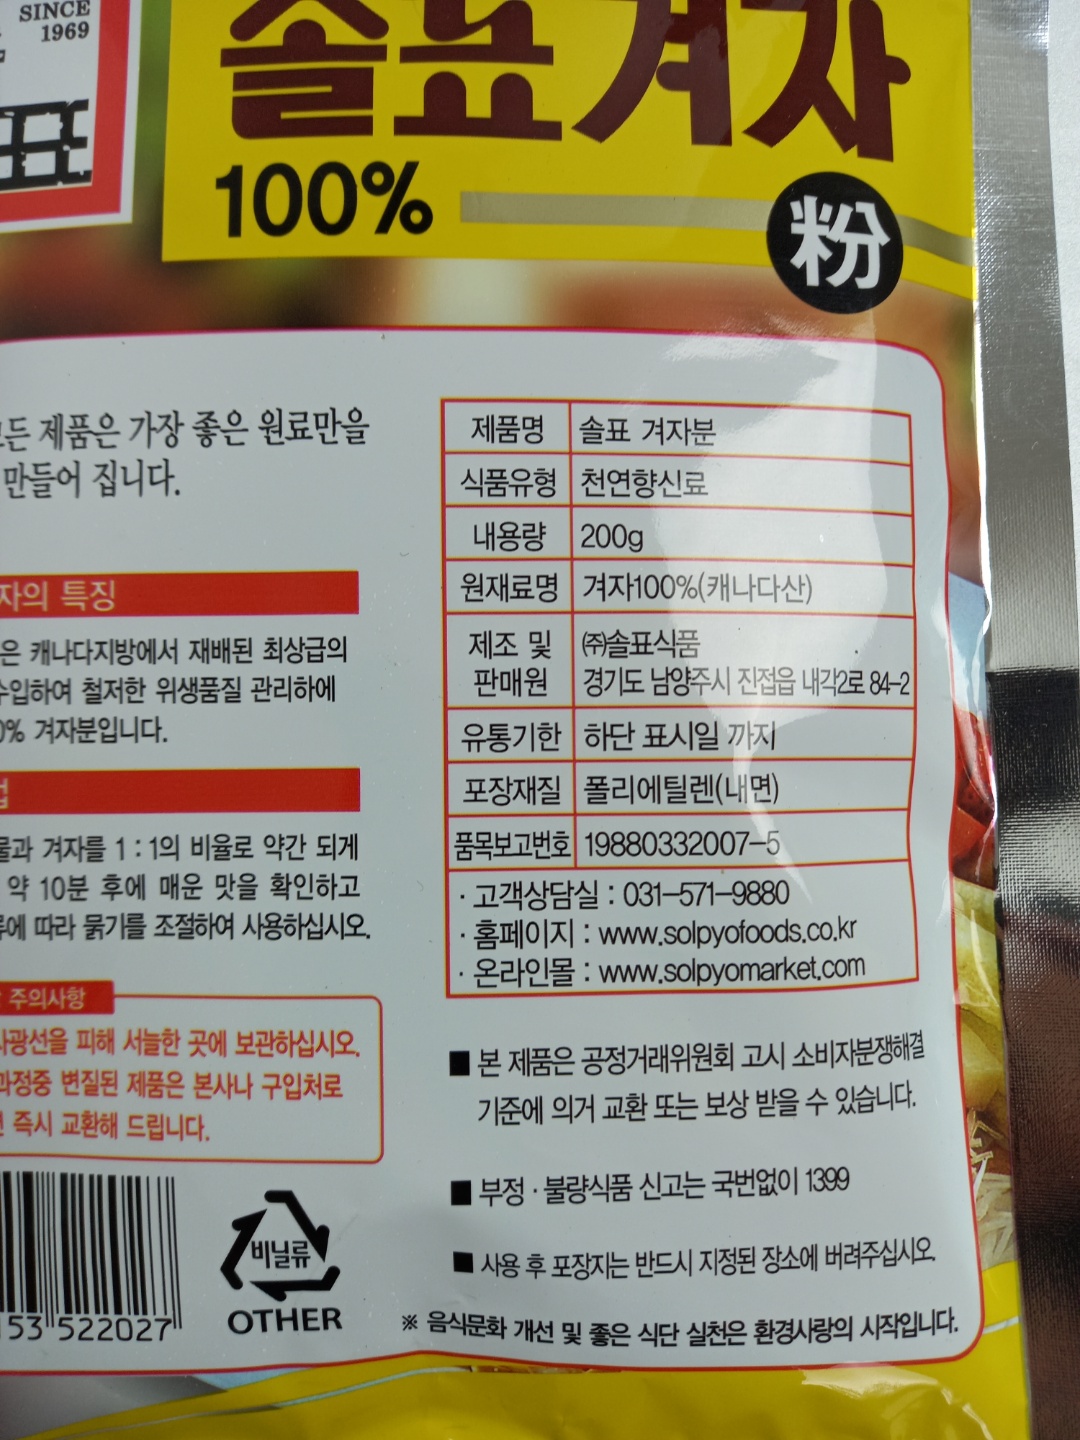 SINCE
1969
표
솔표겨자
100%
粉
든 제품은 가장 좋은 원료만을
만들어 집니다.
자의 특징
은 캐나다지방에서 재배된 최상급의
수입하여 철저한 위생품질 관리하에
0% 겨자분입니다.
법
물과 겨자를 1 : 1의 비율로 약간 되게
약 10분 후에 매운 맛을 확인하고
에 따라 묽기를 조절하여 사용하십시오.
주의사항
사광선을 피해 서늘한 곳에 보관하십시오.
과정중 변질된 제품은 본사나 구입처로
즉시 교환해 드립니다.
53 522027
비닐류
OTHER
제품명 솔표 겨자분
식품유형 천연향신료
내용량 200g
원재료명 겨자100%(캐나다산)
제조 및 ㈜솔표식품
판매원 경기도 남양주시 진접읍 내각2로 84-2
유통기한 하단 표시일 까지
포장재질 폴리에틸렌(내면)
품목보고번호 19880332007-5
· 고객상담실 : 031-571-9880
· 홈페이지 : www.solpyofoods.co.kr
· 온라인몰 : www.solpyomarket.com
■ 본 제품은 공정거래위원회 고시 소비자분쟁해결
기준에 의거 교환 또는 보상 받을 수 있습니다.
■ 부정 · 불량식품 신고는 국번없이 1399
■ 사용 후 포장지는 반드시 지정된 장소에 버려주십시오.
※ 음식문화 개선 및 좋은 식단 실천은 환경사랑의 시작입니다.